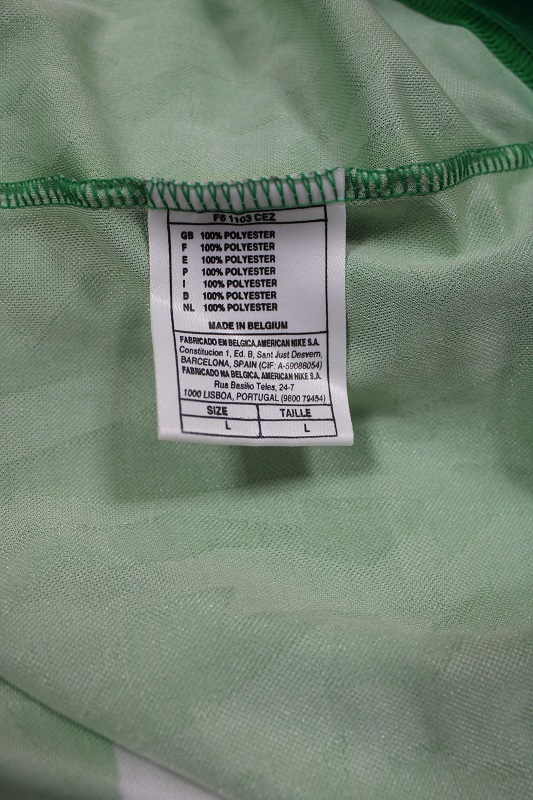 F6 1103 CEZ
GB 100% POLYESTER
F 100% POLYESTER
E 100% POLYESTER
P 100% POLYESTER
I 100% POLYESTER
D 100% POLYESTER
NL 100% POLYESTER
MADE IN BELGIUM
FABRICADO EN BELGICA, AMERICAN NIKE S.A.
Constitucion 1, Ed. B, Sant Just Desvern,
BARCELONA, SPAIN (CIF: A-59088054)
FABRICADO NA BELGICA, AMERICAN NIKE S.A.
Rua Basilio Teles, 24-7
1000 LISBOA, PORTUGAL (9800 79454)
SIZE TAILLE
L L